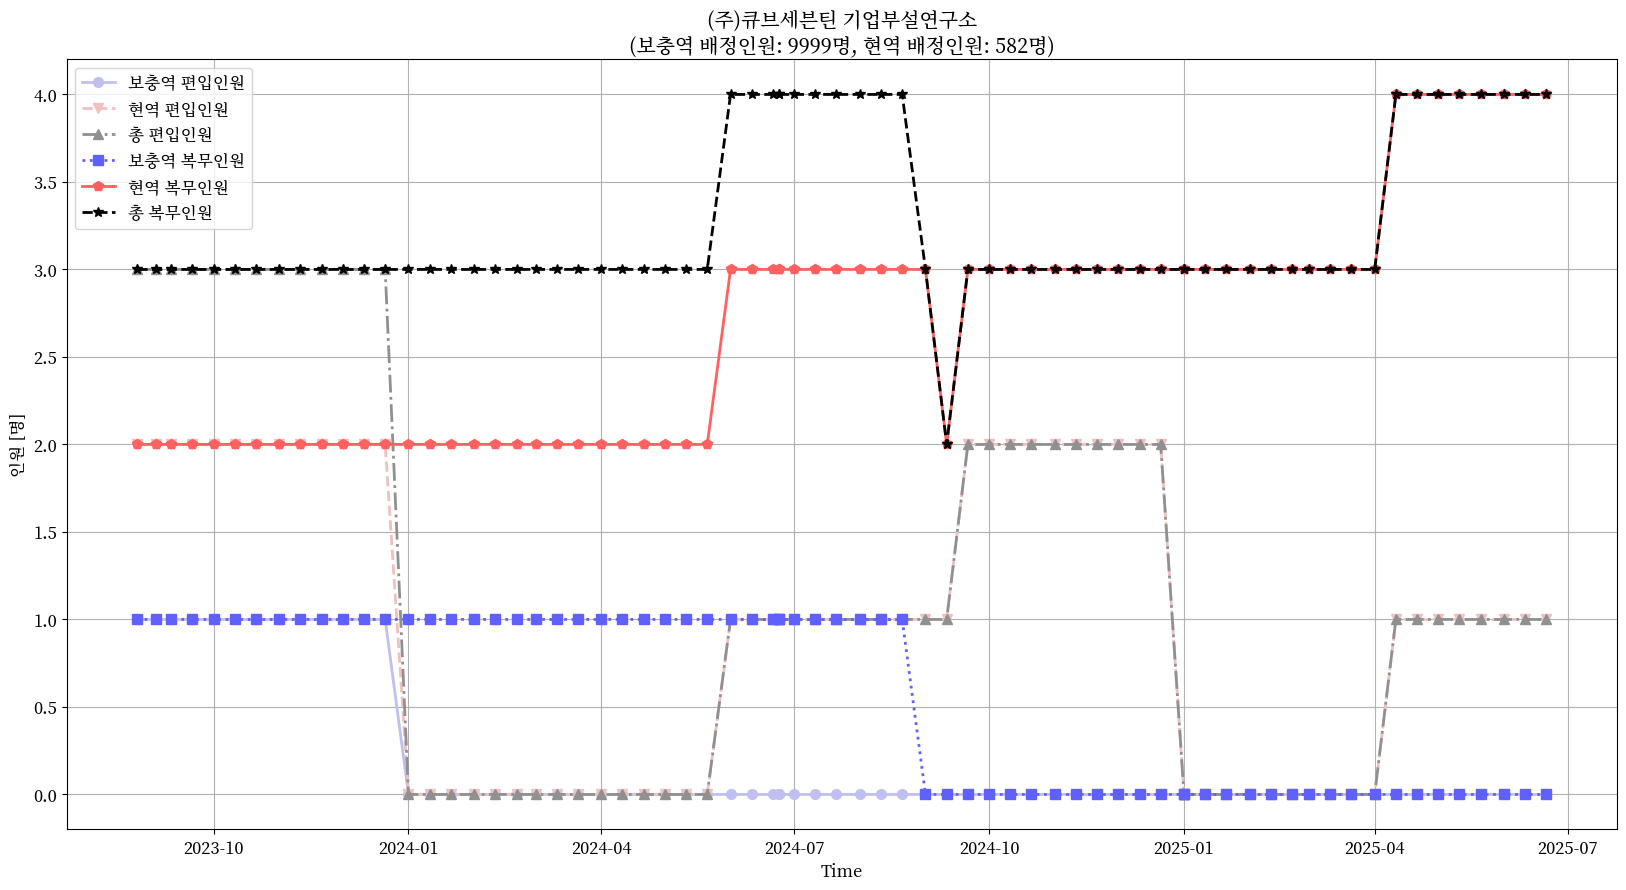 (주)큐브세븐틴 기업부설연구소
(보충역 배정인원: 9999명, 현역 배정인원: 582명)
보충역 편입인원
현역 편입인원
총 편입인원
보충역 복무인원
현역 복무인원
총 복무인원
인원 [명]
4.0
3.5
3.0
2.5
2.0
1.5
1.0
0.5
0.0
2023-10
2024-01
2024-04
2024-07
2024-10
2025-01
2025-04
2025-07
Time